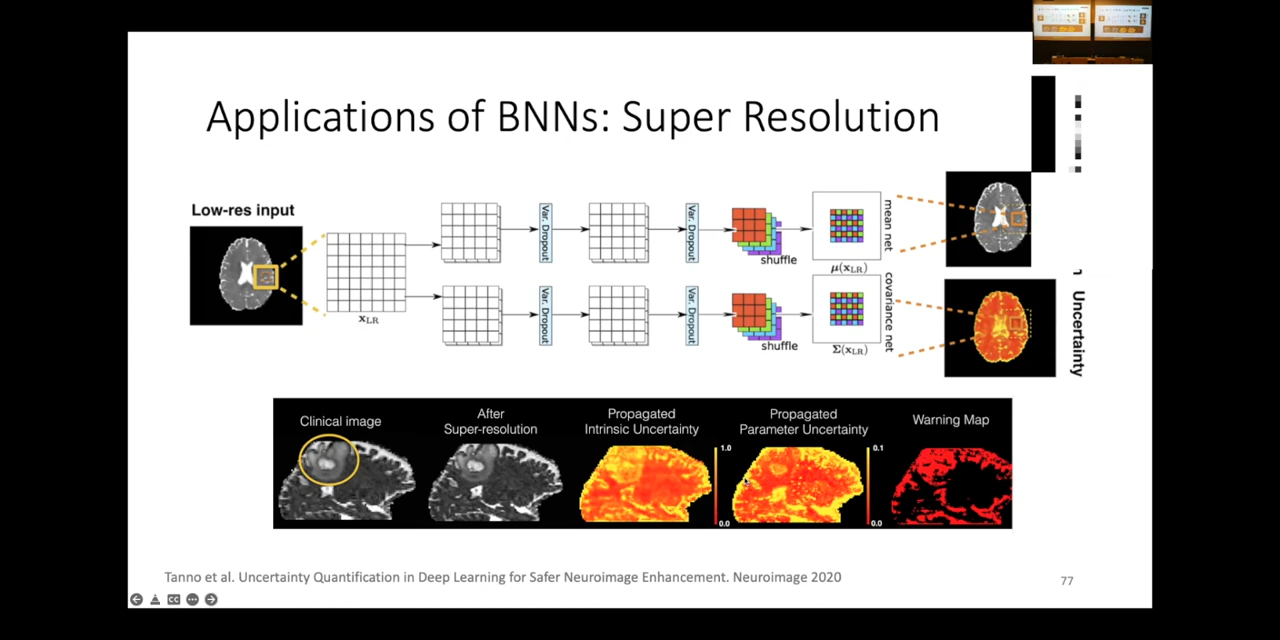 Applications of BNNs: Super Resolution
Low-res input
x_LR
Var. Dropout
Var. Dropout
shuffle
μ(x_LR)
mean net
Var. Dropout
Var. Dropout
shuffle
Σ(x_LR)
covariance net
Uncertainty
Clinical image
After
Super-resolution
Propagated
Intrinsic Uncertainty
1.0
0.0
Propagated
Parameter Uncertainty
0.1
0.0
Warning Map
Tanno et al. Uncertainty Quantification in Deep Learning for Safer Neuroimage Enhancement. Neuroimage 2020
77
CC